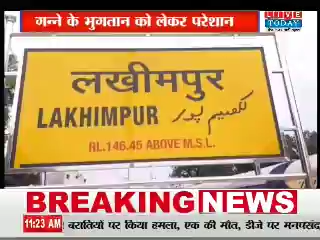 गन्ने के भुगतान को लेकर परेशान
LIVE
TODAY
लखीमपुर
LAKHIMPUR لکھیم پور
RL.146.45 ABOVE M.S.L.
BREAKING NEWS
11:23 AM बरातियों पर किया हमला, एक की मौत, डीजे पर मनपसंद